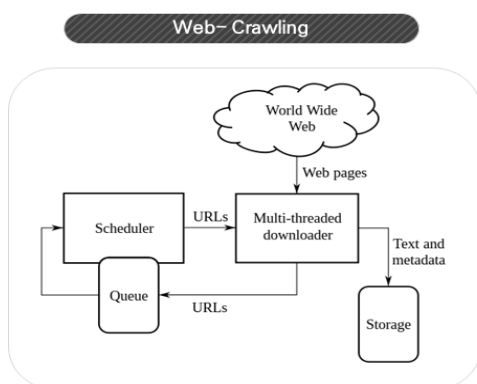 Web- Crawling
World Wide
Web
Web pages
Scheduler
URLs
Multi-threaded
downloader
Text and
metadata
Queue
URLs
Storage